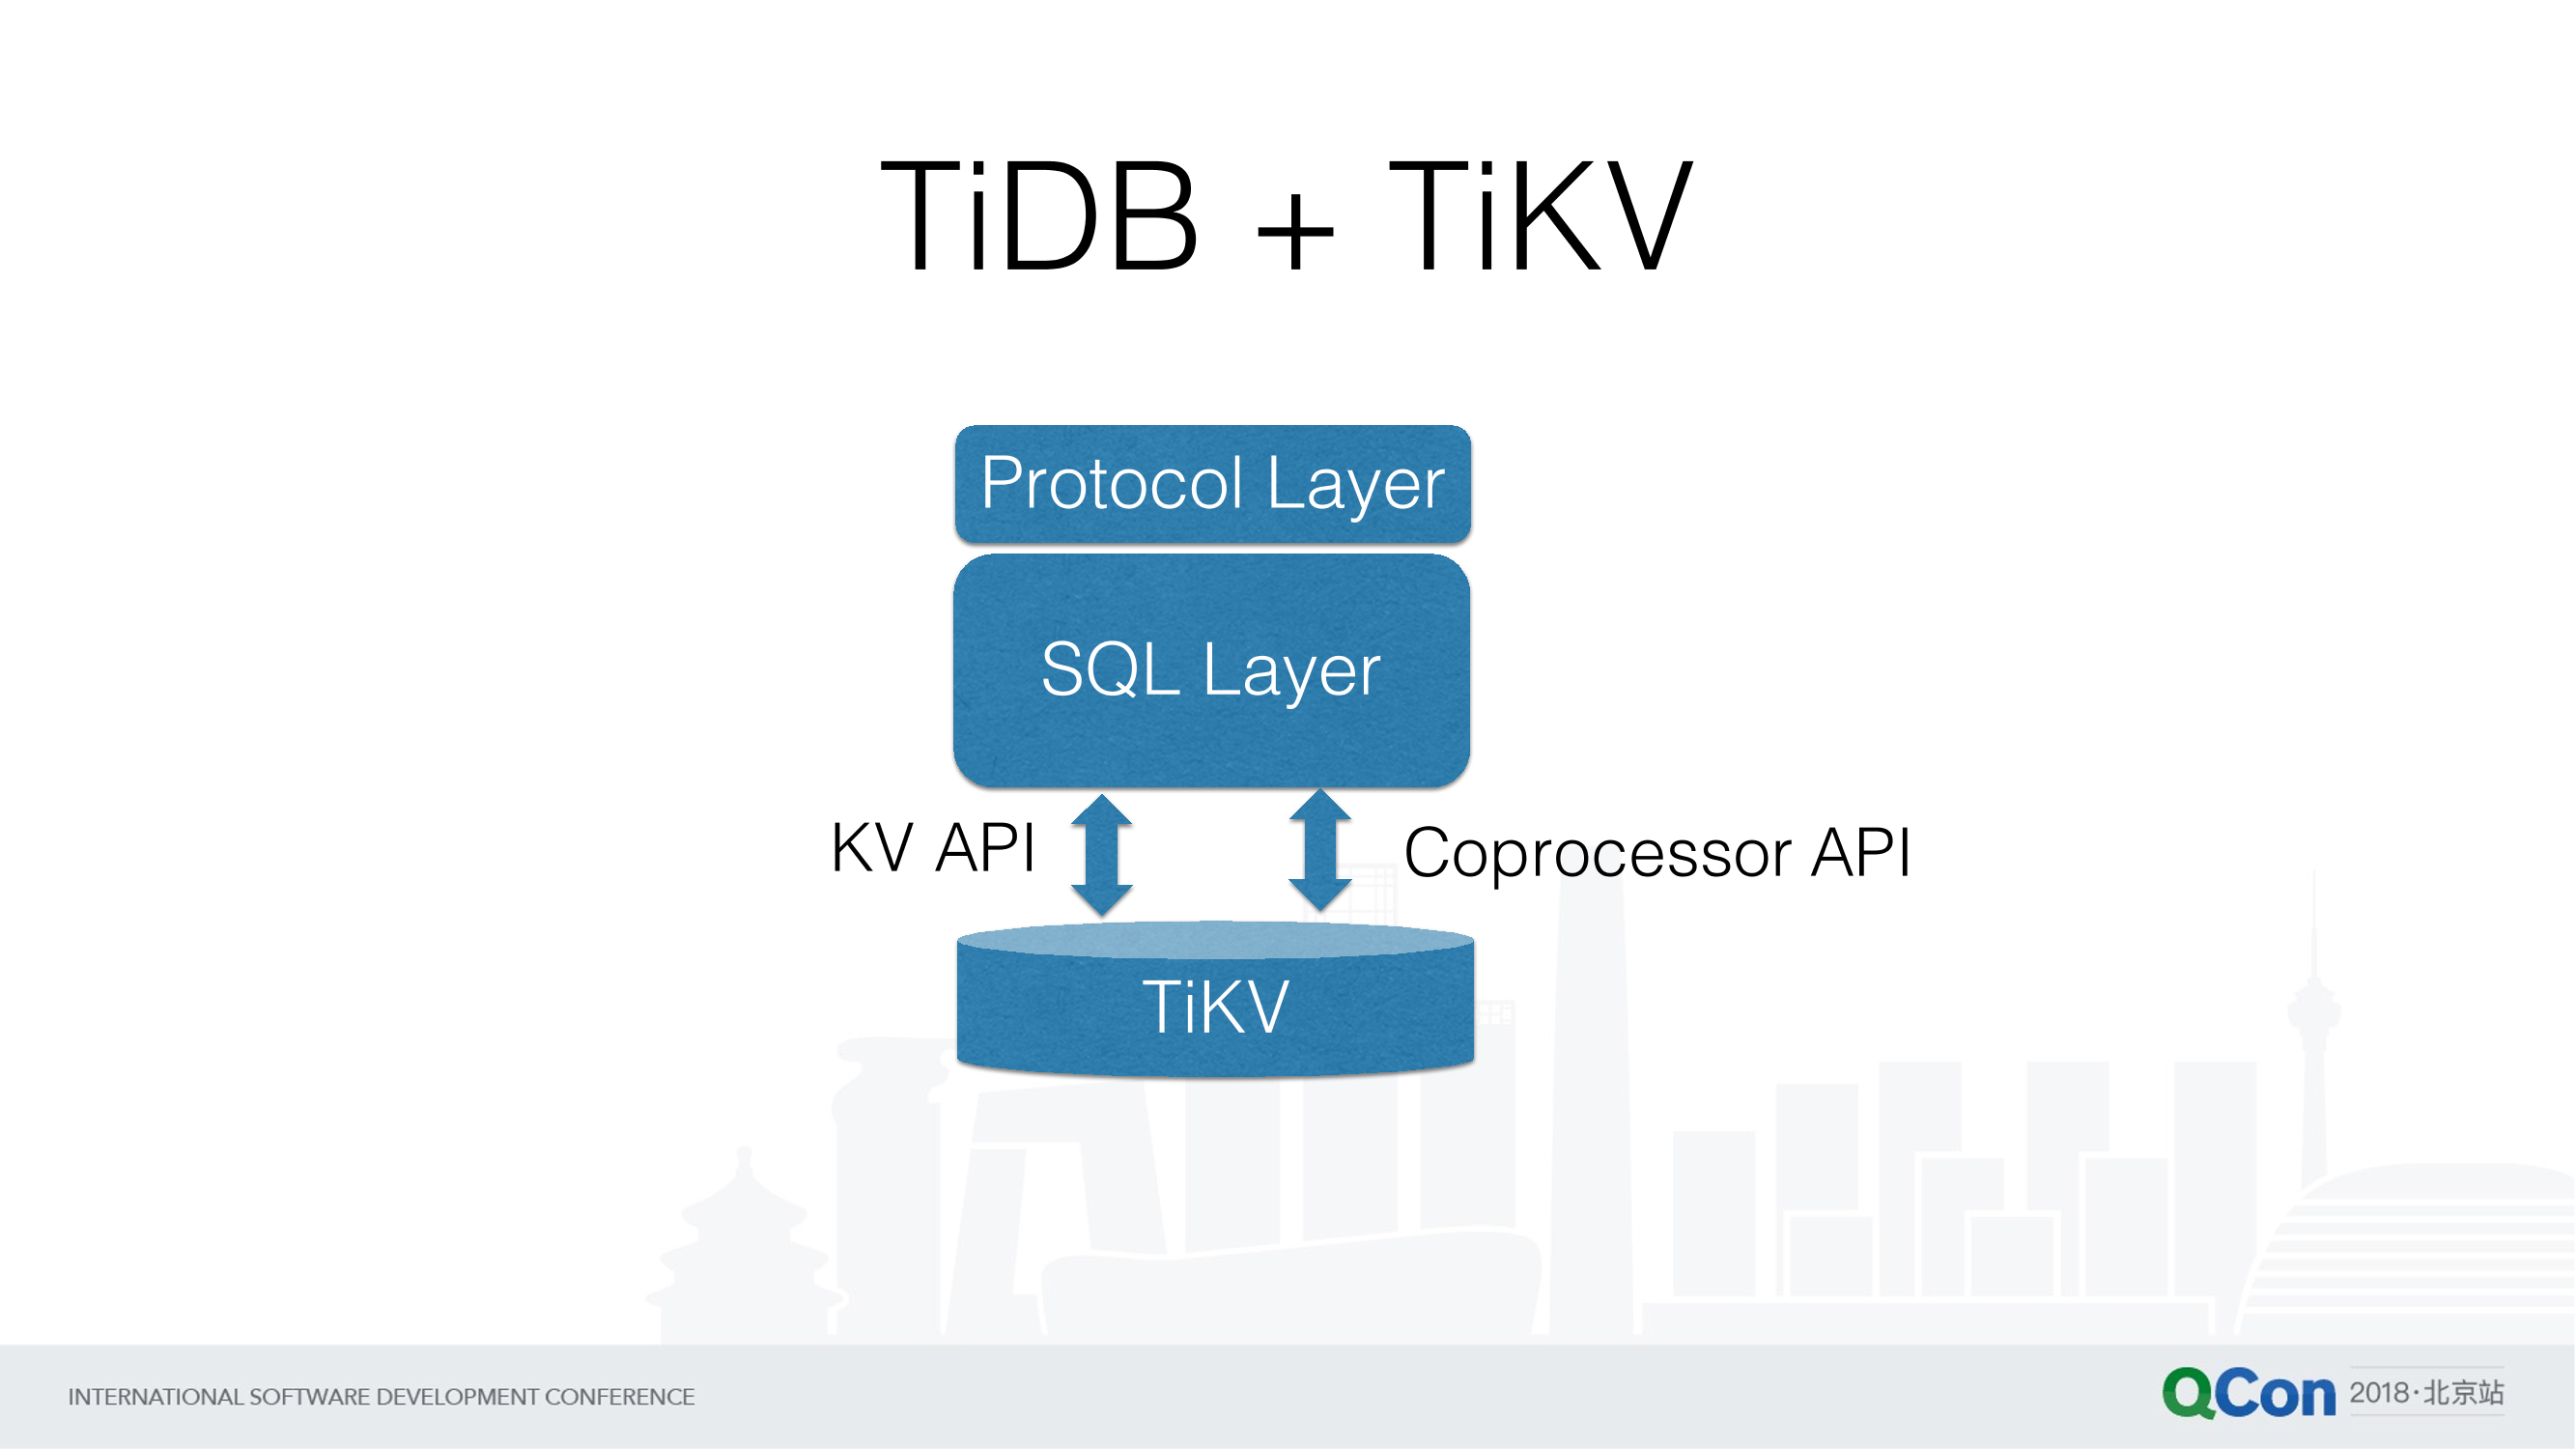 TiDB + TiKV
Protocol Layer
SQL Layer
KV API
Coprocessor API
TiKV
INTERNATIONAL SOFTWARE DEVELOPMENT CONFERENCE
QCon 2018·北京站